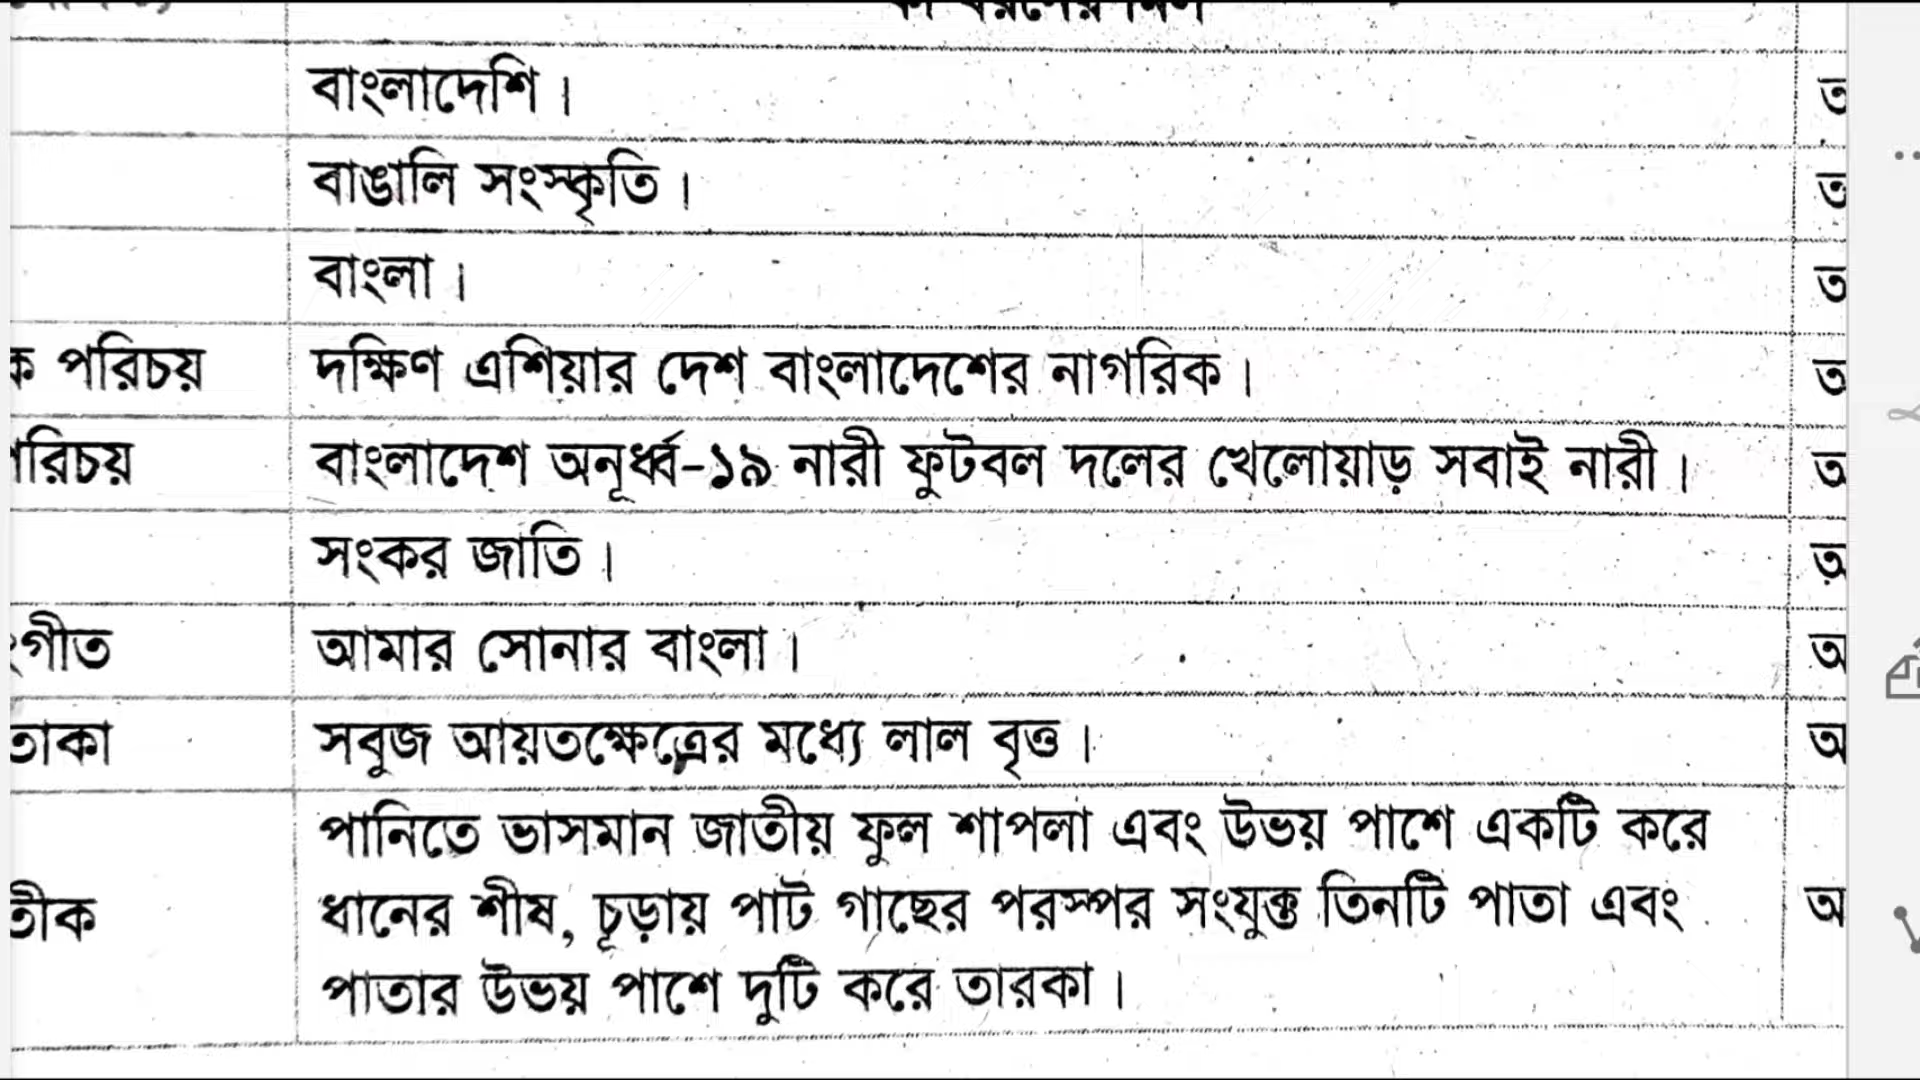 বাংলাদেশি।
বাঙালি সংস্কৃতি।
বাংলা।
পরিচয় দক্ষিণ এশিয়ার দেশ বাংলাদেশের নাগরিক।
বাংলাদেশ অনূর্ধ্ব-১৯ নারী ফুটবল দলের খেলোয়াড় সবাই নারী।
সংকর জাতি।
আমার সোনার বাংলা।
সবুজ আয়তক্ষেত্রের মধ্যে লাল বৃত্ত।
পানিতে ভাসমান জাতীয় ফুল শাপলা এবং উভয় পাশে একটি করে
ধানের শীষ, চূড়ায় পাট গাছের পরস্পর সংযুক্ত তিনটি পাতা এবং
পাতার উভয় পাশে দুটি করে তারকা।